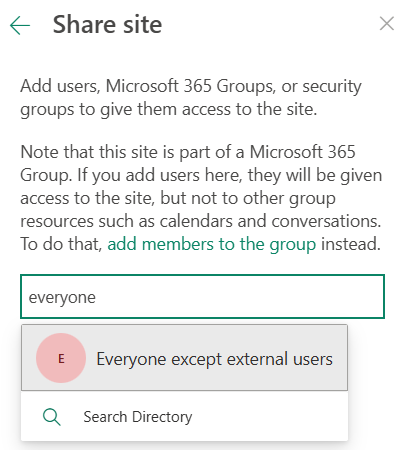 Share site
Add users, Microsoft 365 Groups, or security
groups to give them access to the site.
Note that this site is part of a Microsoft 365
Group. If you add users here, they will be given
access to the site, but not to other group
resources such as calendars and conversations.
To do that, add members to the group instead.
everyone
E
Everyone except external users
Search Directory